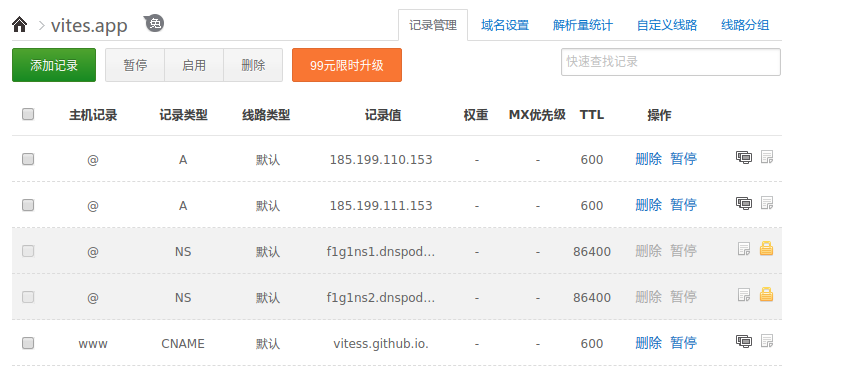 vites.app 免 记录管理 域名设置 解析量统计 自定义线路 线路分组
添加记录 暂停 启用 删除 99元限时升级 快速查找记录
主机记录 记录类型 线路类型 记录值 权重 MX优先级 TTL 操作
@ A 默认 185.199.110.153 - - 600 删除 暂停
@ A 默认 185.199.111.153 - - 600 删除 暂停
@ NS 默认 f1g1ns1.dnspod... - - 86400 删除 暂停
@ NS 默认 f1g1ns2.dnspod... - - 86400 删除 暂停
www CNAME 默认 vitess.github.io. - - 600 删除 暂停